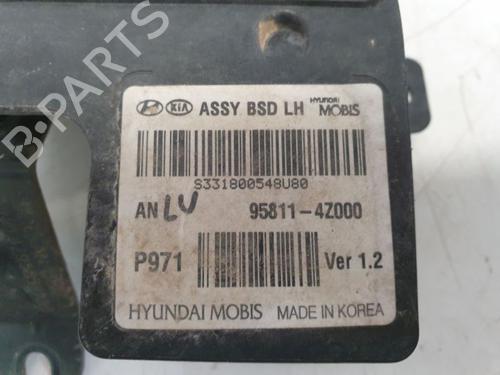 KIA ASSY BSD LH HYUNDAI MOBIS
S331800548U80
AN LV 95811-4Z000
P971 Ver 1.2
HYUNDAI MOBIS MADE IN KOREA
B-PARTS